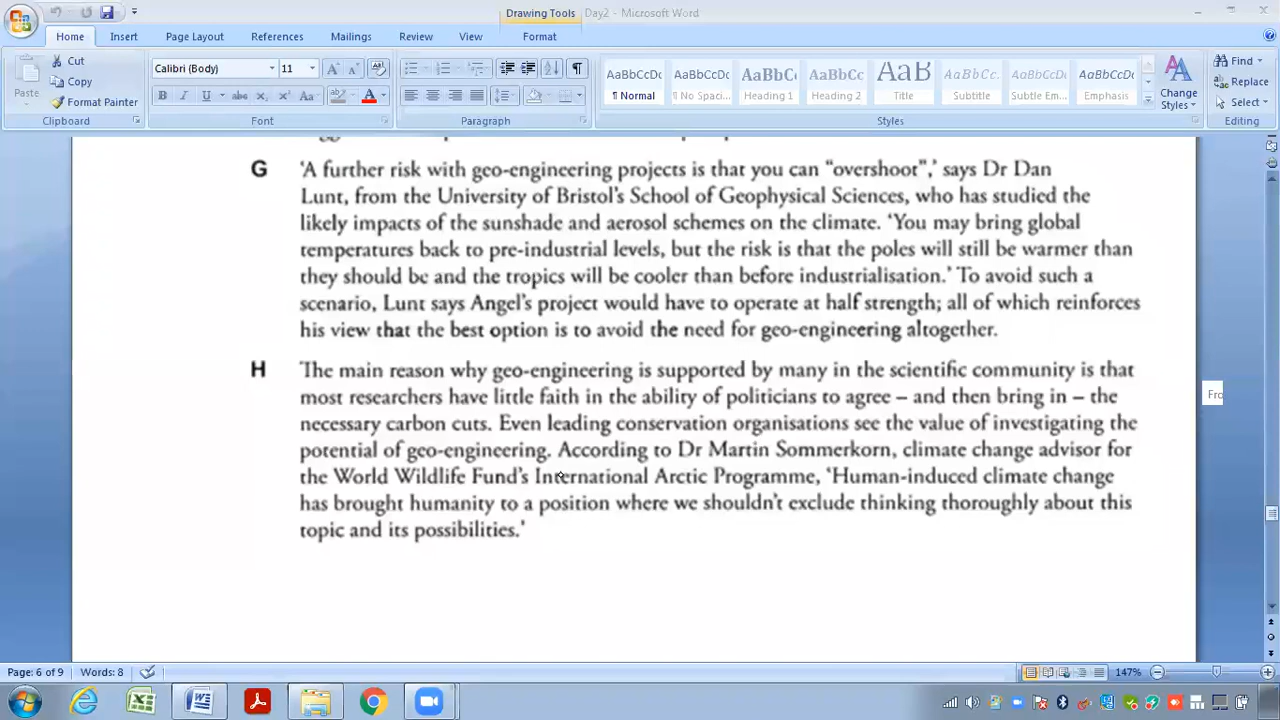 Drawing Tools
Day2 - Microsoft Word
Home
Insert
Page Layout
References
Mailings
Review
View
Format
Cut
Copy
Paste
Format Painter
Clipboard
Calibri (Body)
11
Font
Paragraph
AaBbCcDc
¶ Normal
AaBbCcDc
¶ No Spaci...
AaBbC
Heading 1
AaBbCc
Heading 2
AaB
Title
AaBbCc.
Subtitle
AaBbCcDc
Subtle Em...
AaBbCcDc
Emphasis
Change
Styles
Styles
Find
Replace
Select
Editing
G
‘A further risk with geo-engineering projects is that you can “overshoot”,’ says Dr Dan
Lunt, from the University of Bristol’s School of Geophysical Sciences, who has studied the
likely impacts of the sunshade and aerosol schemes on the climate. ‘You may bring global
temperatures back to pre-industrial levels, but the risk is that the poles will still be warmer than
they should be and the tropics will be cooler than before industrialisation.’ To avoid such a
scenario, Lunt says Angel’s project would have to operate at half strength; all of which reinforces
his view that the best option is to avoid the need for geo-engineering altogether.
H
The main reason why geo-engineering is supported by many in the scientific community is that
most researchers have little faith in the ability of politicians to agree – and then bring in – the
necessary carbon cuts. Even leading conservation organisations see the value of investigating the
potential of geo-engineering. According to Dr Martin Sommerkorn, climate change advisor for
the World Wildlife Fund’s International Arctic Programme, ‘Human-induced climate change
has brought humanity to a position where we shouldn’t exclude thinking thoroughly about this
topic and its possibilities.’
Fro
Page: 6 of 9
Words: 8
147%